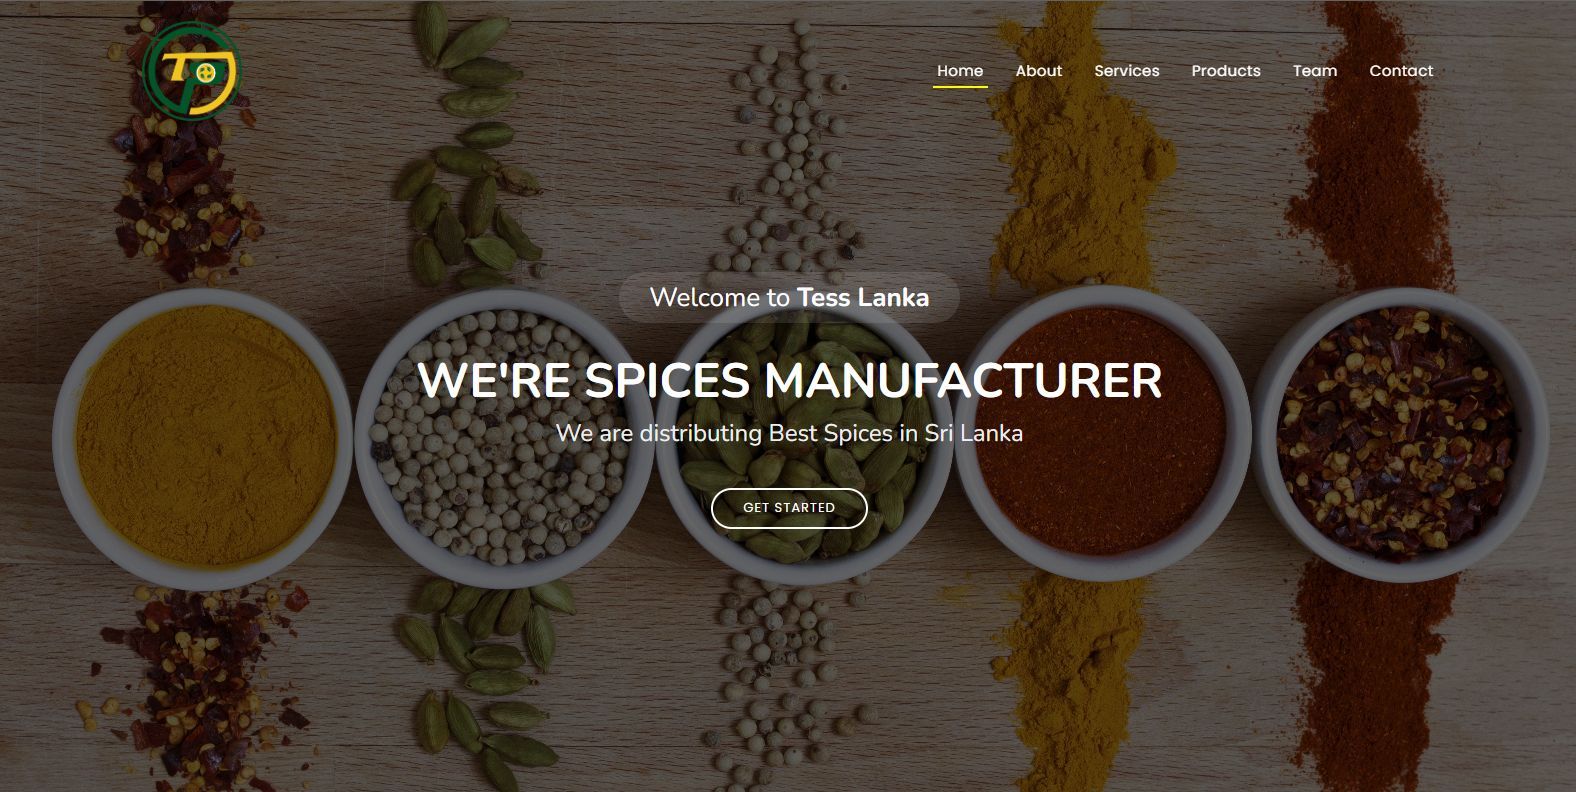 Home About Services Products Team Contact
Welcome to Tess Lanka
WE'RE SPICES MANUFACTURER
We are distributing Best Spices in Sri Lanka
GET STARTED